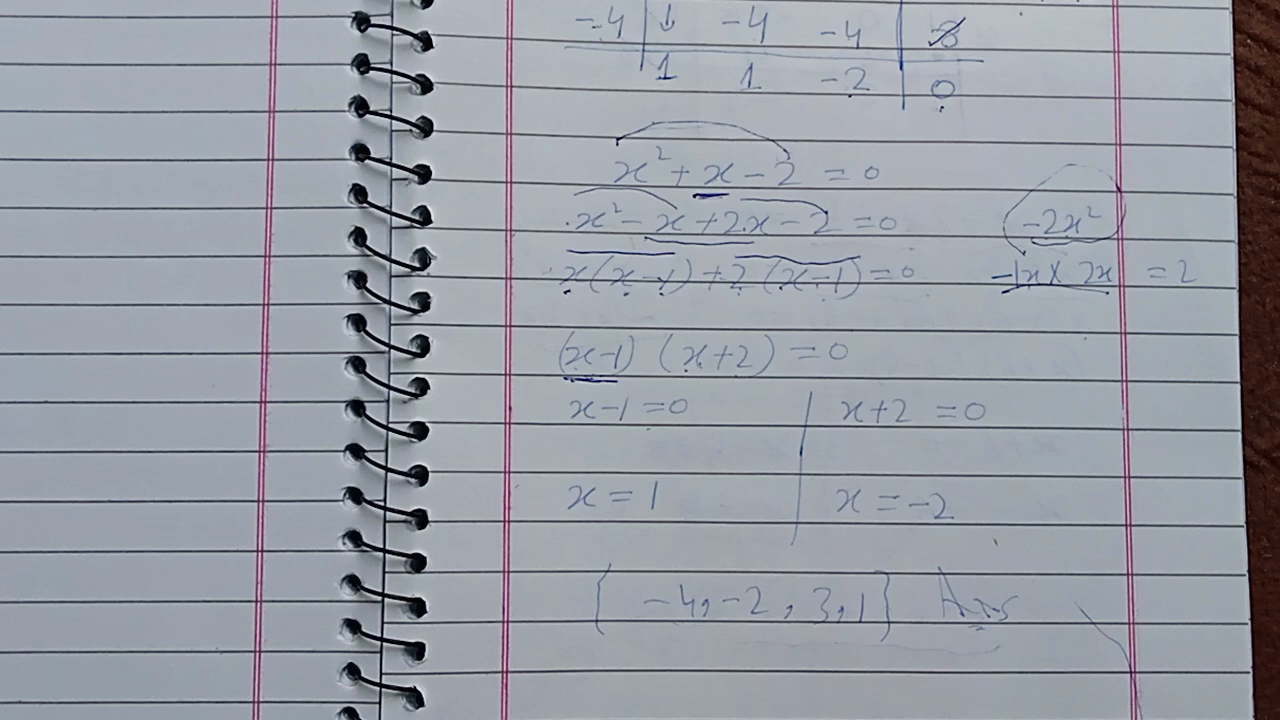 -4 | ↓ -4 -4 | 8
1 1 -2 | 0
x² + x - 2 = 0
x² - x + 2x - 2 = 0 -2x²
x(x-1) + 2(x-1) = 0 -1x × 2x = 2
(x-1) (x+2) = 0
x-1 = 0 | x+2 = 0
x = 1 | x = -2
{ -4, -2, 3, 1 } Ans